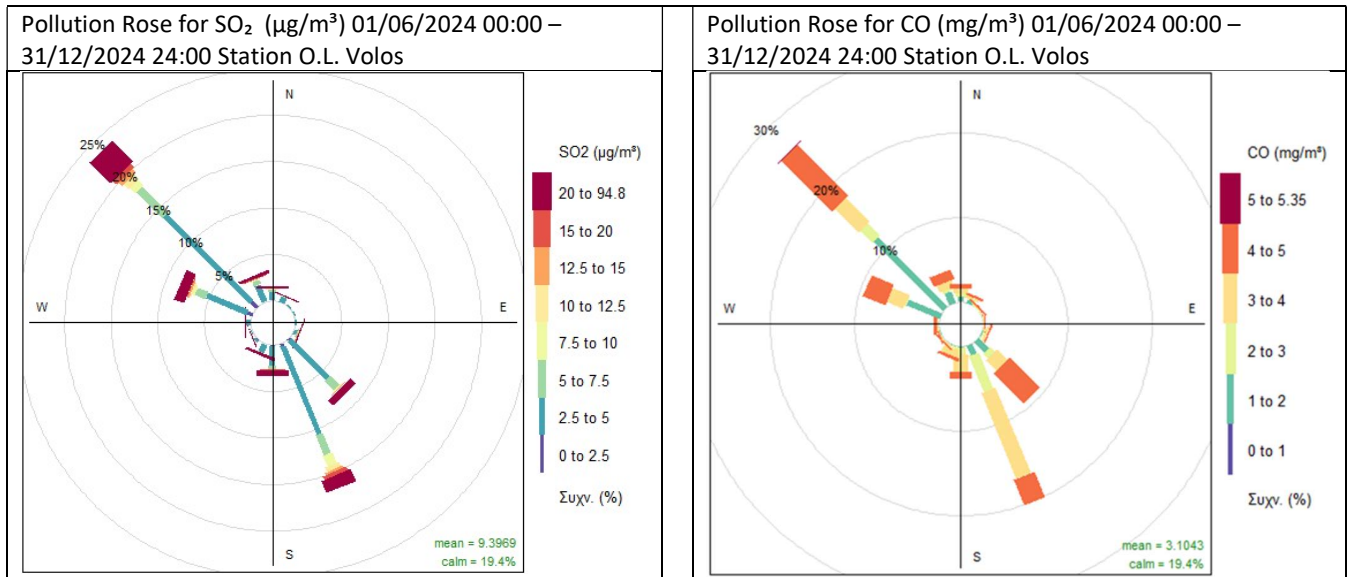 Pollution Rose for SO₂ (µg/m³) 01/06/2024 00:00 –
31/12/2024 24:00 Station O.L. Volos
N
25%
20%
15%
10%
5%
W
E
S
SO2 (µg/m³)
20 to 94.8
15 to 20
12.5 to 15
10 to 12.5
7.5 to 10
5 to 7.5
2.5 to 5
0 to 2.5
Συχν. (%)
mean = 9.3969
calm = 19.4%
Pollution Rose for CO (mg/m³) 01/06/2024 00:00 –
31/12/2024 24:00 Station O.L. Volos
N
30%
20%
10%
W
E
S
CO (mg/m³)
5 to 5.35
4 to 5
3 to 4
2 to 3
1 to 2
0 to 1
Συχν. (%)
mean = 3.1043
calm = 19.4%